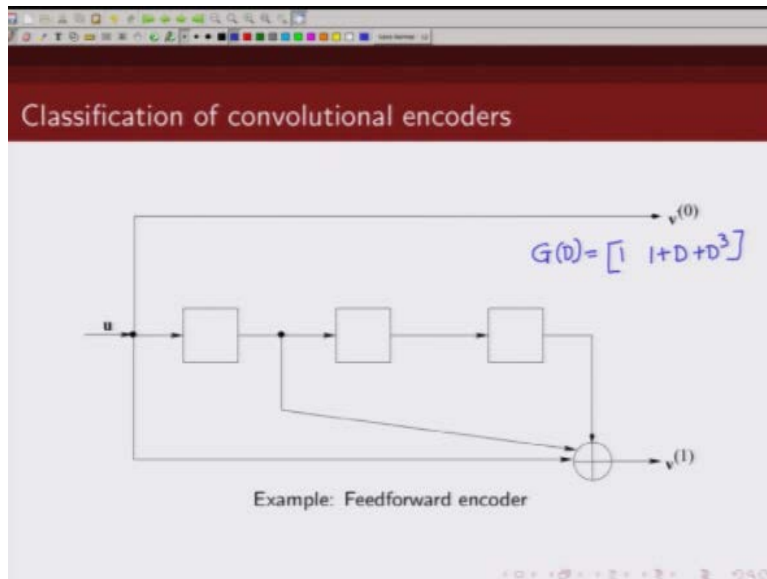 Classification of convolutional encoders
v(0)
G(D)=[1 1+D+D³]
u
v(1)
Example: Feedforward encoder